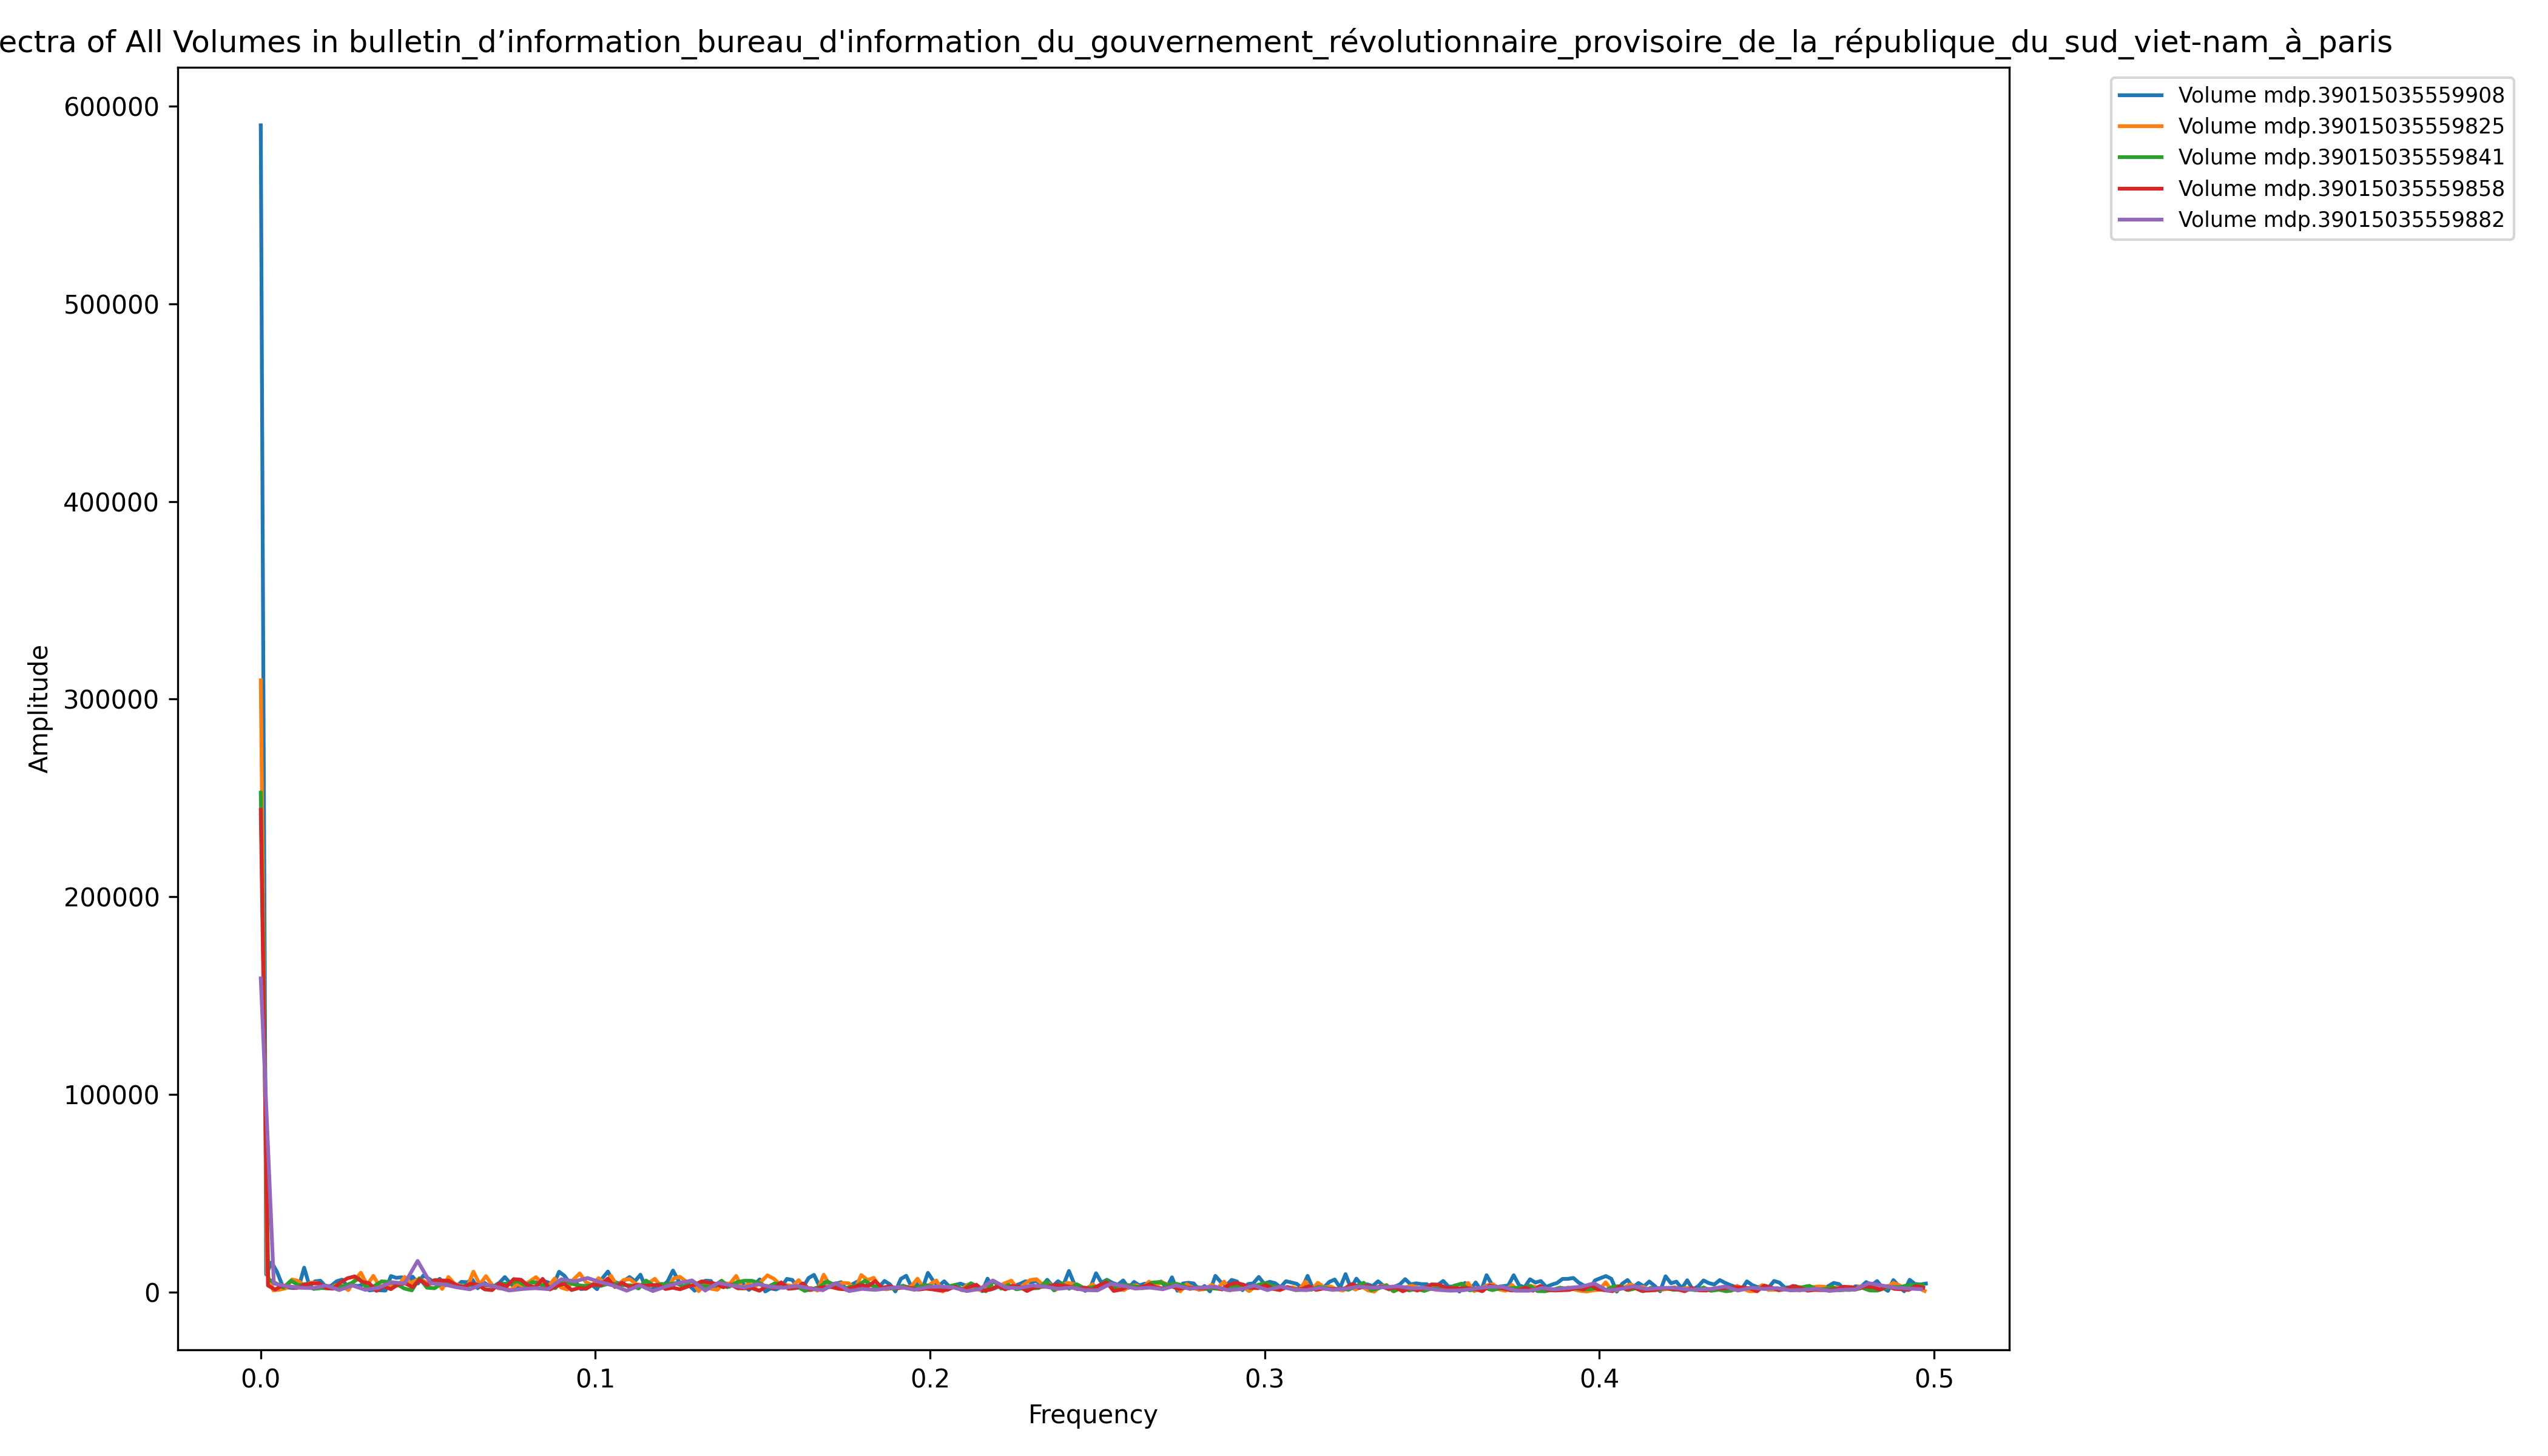 ectra of All Volumes in bulletin_d’information_bureau_d'information_du_gouvernement_révolutionnaire_provisoire_de_la_république_du_sud_viet-nam_à_paris
Volume mdp.39015035559908
Volume mdp.39015035559825
Volume mdp.39015035559841
Volume mdp.39015035559858
Volume mdp.39015035559882
600000
500000
400000
300000
200000
100000
0
Amplitude
0.0 0.1 0.2 0.3 0.4 0.5
Frequency